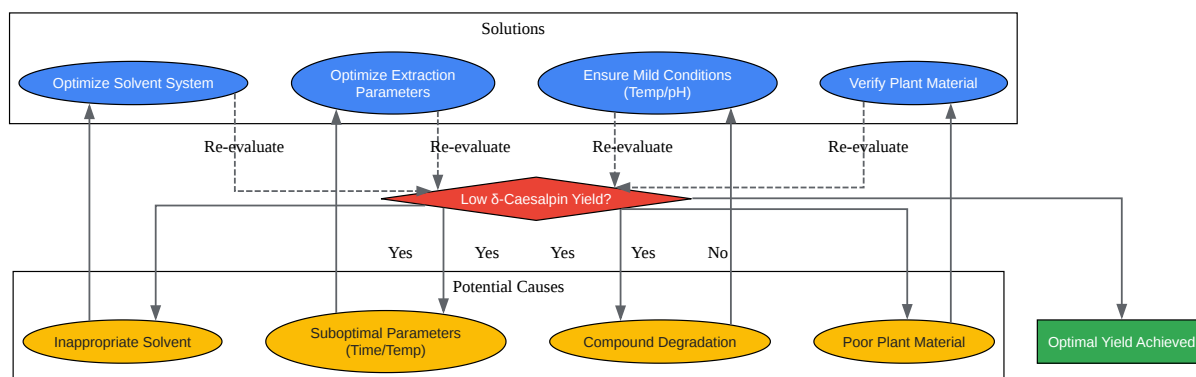 Solutions
Optimize Solvent System
Optimize Extraction
Parameters
Ensure Mild Conditions
(Temp/pH)
Verify Plant Material
Re-evaluate
Re-evaluate
Re-evaluate
Re-evaluate
Low δ-Caesalpin Yield?
Yes
Yes
Yes
Yes
No
Potential Causes
Inappropriate Solvent
Suboptimal Parameters
(Time/Temp)
Compound Degradation
Poor Plant Material
Optimal Yield Achieved